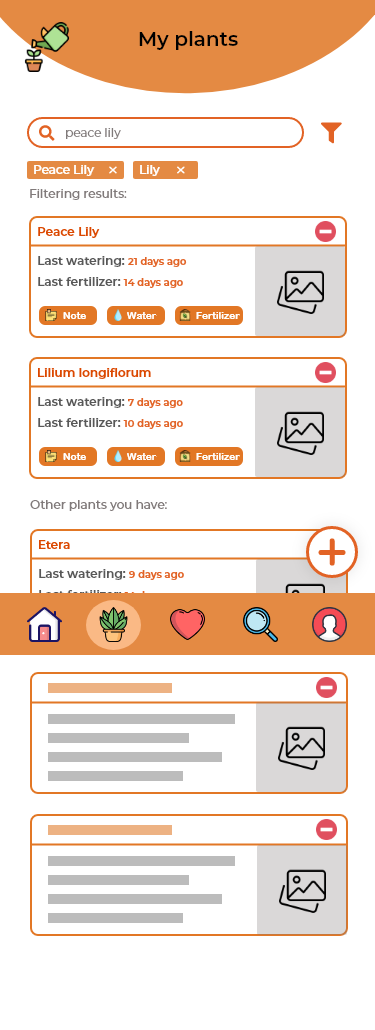 My plants
peace lily
Peace Lily ×
Lily ×
Filtering results:
Peace Lily
Last watering: 21 days ago
Last fertilizer: 14 days ago
Note
Water
Fertilizer
Lilium longiflorum
Last watering: 7 days ago
Last fertilizer: 10 days ago
Note
Water
Fertilizer
Other plants you have:
Etera
Last watering: 9 days ago
Last fertilizer: